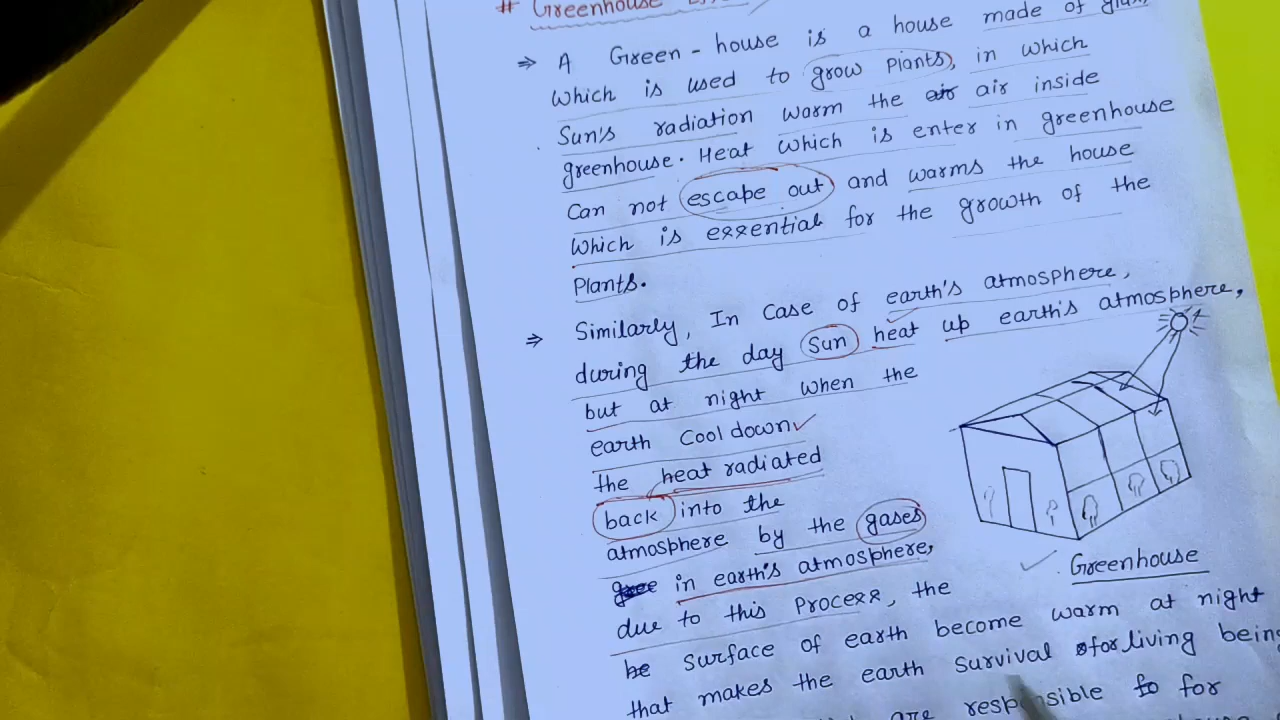 # Greenhouse
⇒ A Green - house is a house made of
which is used to grow plants, in which
Sun's radiation warm the air inside
greenhouse. Heat which is enter in greenhouse
Can not escape out and warms the house
which is essential for the growth of the
Plants.
⇒ Similarly, In Case of earth's atmosphere,
during the day Sun heat up earth's atmosphere,
but at night when the
earth Cool down
the heat radiated
back into the
atmosphere by the gases
in earth's atmosphere,
due to this Process, the
surface of earth become warm at night
that makes the earth survival for living being
are responsible for
Greenhouse